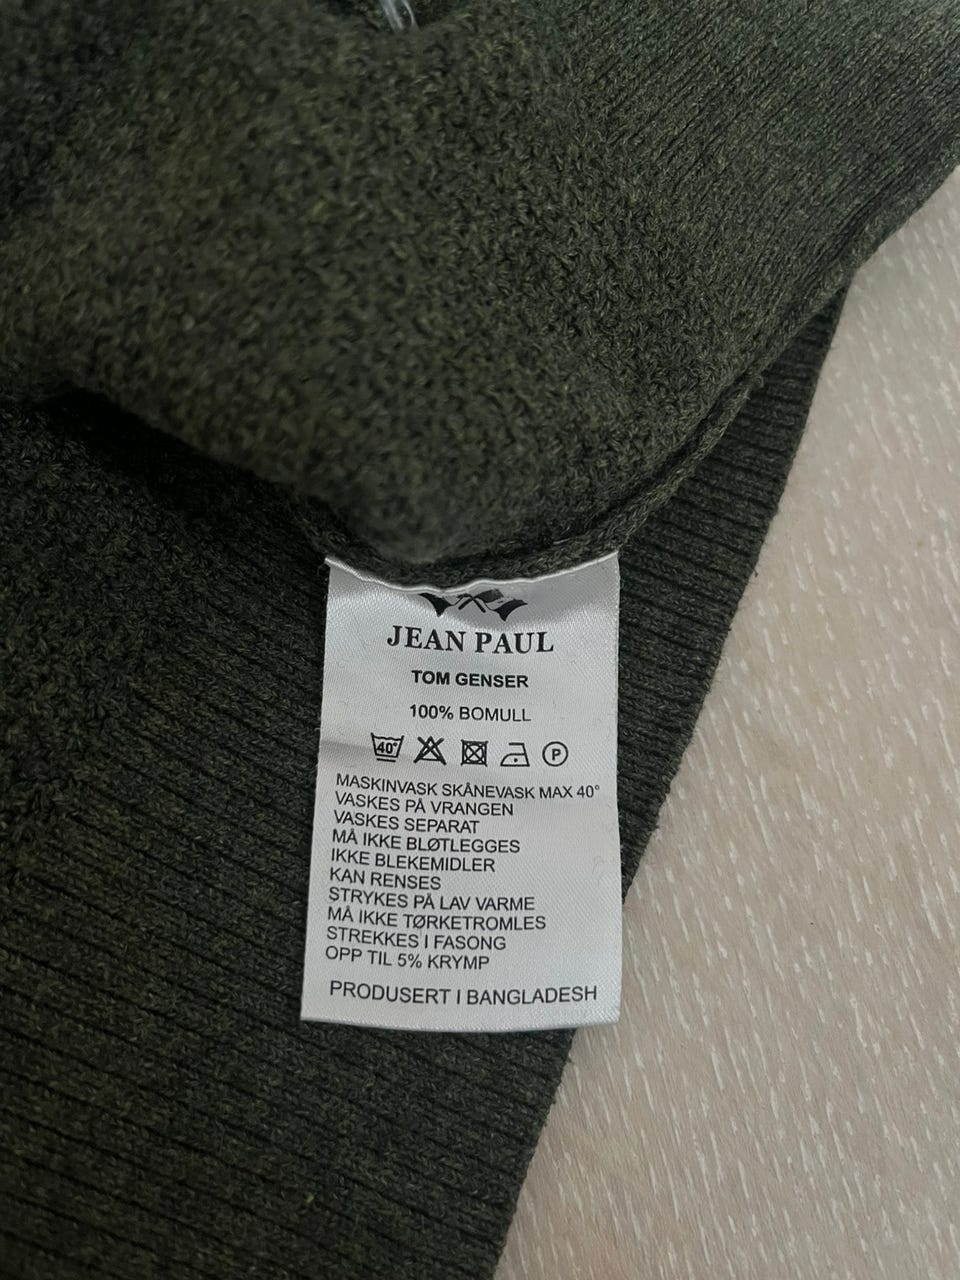 JEAN PAUL
TOM GENSER
100% BOMULL
40° P
MASKINVASK SKÅNEVASK MAX 40°
VASKES PÅ VRANGEN
VASKES SEPARAT
MÅ IKKE BLØTLEGGES
IKKE BLEKEMIDLER
KAN RENSES
STRYKES PÅ LAV VARME
MÅ IKKE TØRKETROMLES
STREKKES I FASONG
OPP TIL 5% KRYMP
PRODUSERT I BANGLADESH